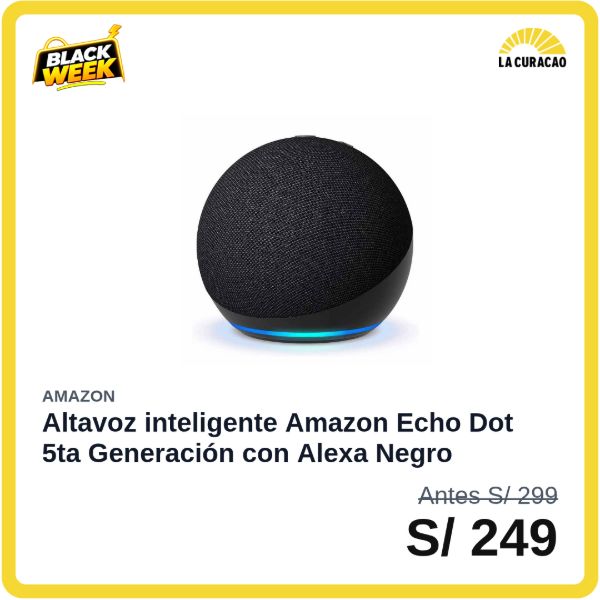 BLACK
WEEK
LA CURACAO
AMAZON
Altavoz inteligente Amazon Echo Dot
5ta Generación con Alexa Negro
Antes S/ 299
S/ 249